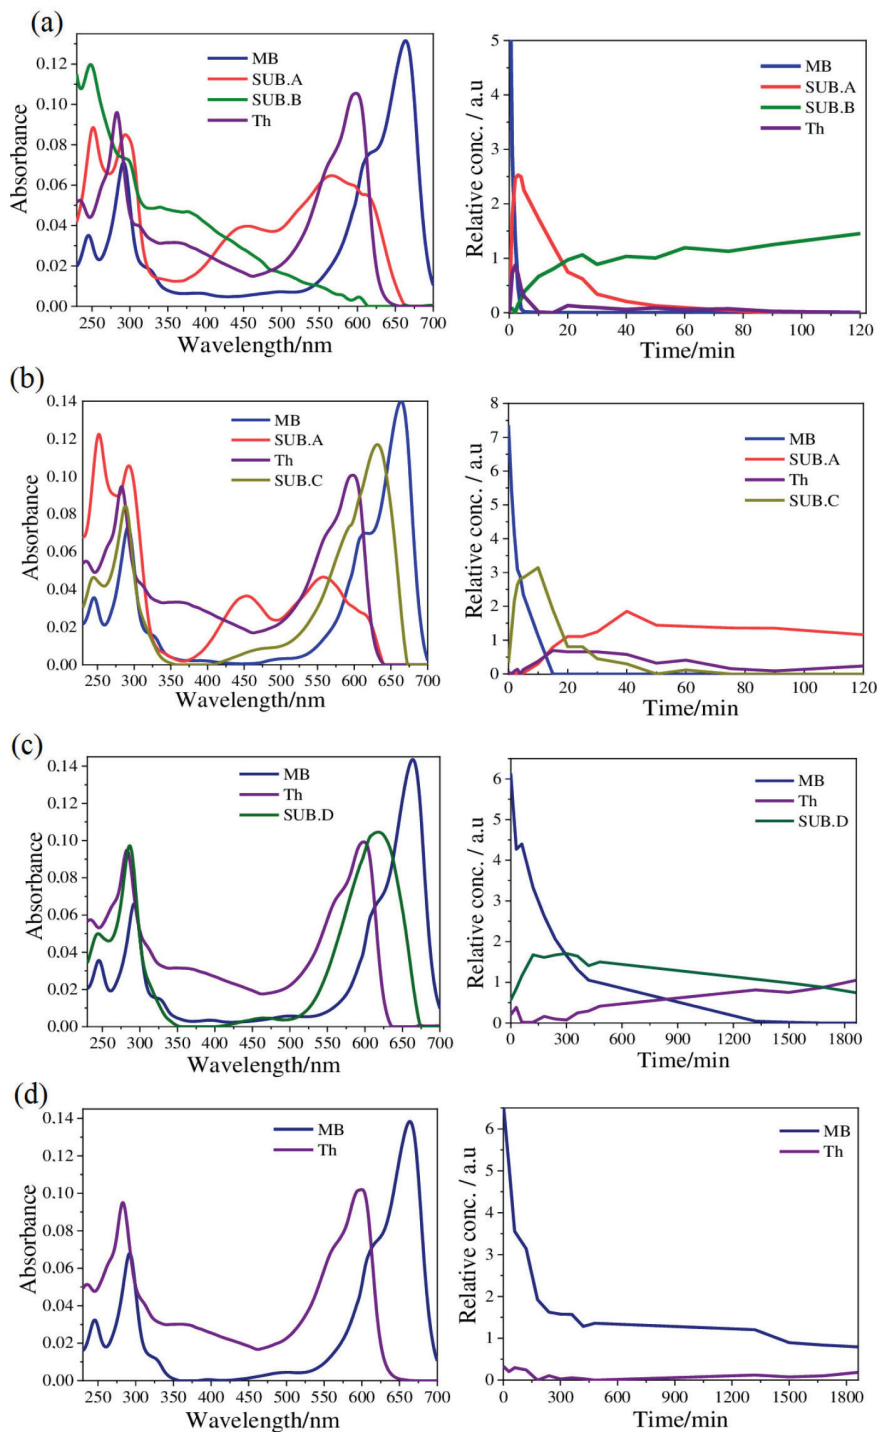 (a)
0.12
0.10
0.08
0.06
0.04
0.02
0.00
Absorbance
MB
SUB.A
SUB.B
Th
250 300 350 400 450 500 550 600 650 700
Wavelength/nm
5
4
3
2
1
0
Relative conc. / a.u
MB
SUB.A
SUB.B
Th
0 20 40 60 80 100 120
Time/min
(b)
0.14
0.12
0.10
0.08
0.06
0.04
0.02
0.00
Absorbance
MB
SUB.A
Th
SUB.C
250 300 350 400 450 500 550 600 650 700
Wavelength/nm
8
7
6
5
4
3
2
1
0
Relative conc. / a.u
MB
SUB.A
Th
SUB.C
0 20 40 60 80 100 120
Time/min
(c)
0.14
0.12
0.10
0.08
0.06
0.04
0.02
0.00
Absorbance
MB
Th
SUB.D
250 300 350 400 450 500 550 600 650 700
Wavelength/nm
6
5
4
3
2
1
0
Relative conc. / a.u
MB
Th
SUB.D
0 300 600 900 1200 1500 1800
Time/min
(d)
0.14
0.12
0.10
0.08
0.06
0.04
0.02
0.00
Absorbance
MB
Th
250 300 350 400 450 500 550 600 650 700
Wavelength/nm
6
5
4
3
2
1
0
Relative conc. / a.u
MB
Th
0 300 600 900 1200 1500 1800
Time/min